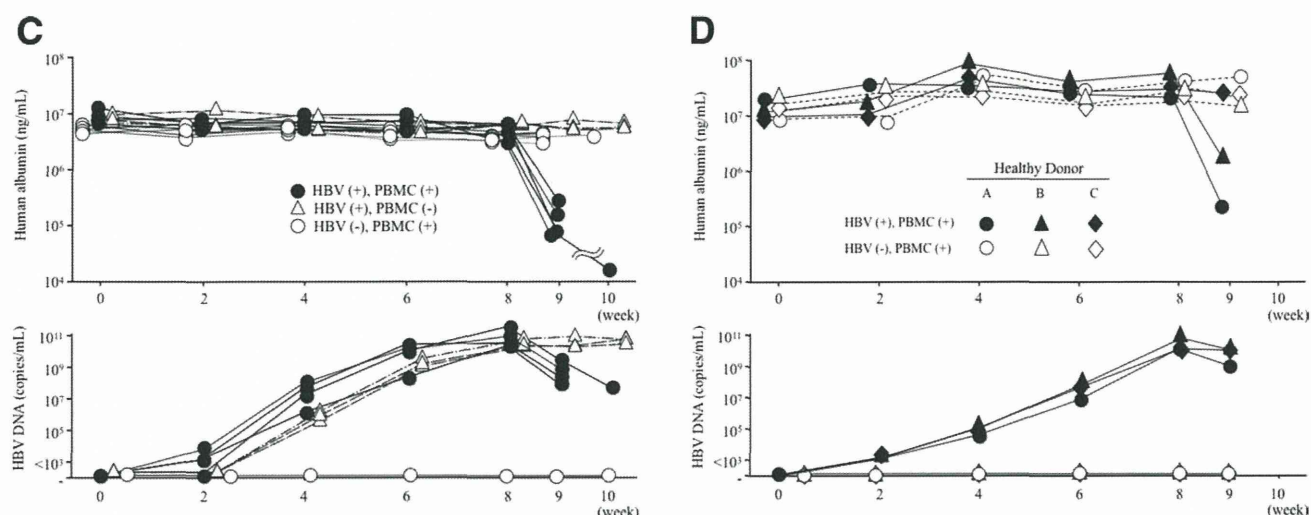 C
Human albumin (ng/mL)
10⁸
10⁷
10⁶
10⁵
10⁴
HBV (+), PBMC (+)
HBV (+), PBMC (-)
HBV (-), PBMC (+)
0 2 4 6 8 9 10
(week)
HBV DNA (copies/mL)
10¹¹
10⁹
10⁷
10⁵
<10³
-
0 2 4 6 8 9 10
(week)
D
Human albumin (ng/mL)
10⁸
10⁷
10⁶
10⁵
10⁴
Healthy Donor
A B C
HBV (+), PBMC (+)
HBV (-), PBMC (+)
0 2 4 6 8 9 10
(week)
HBV DNA (copies/mL)
10¹¹
10⁹
10⁷
10⁵
<10³
-
0 2 4 6 8 9 10
(week)